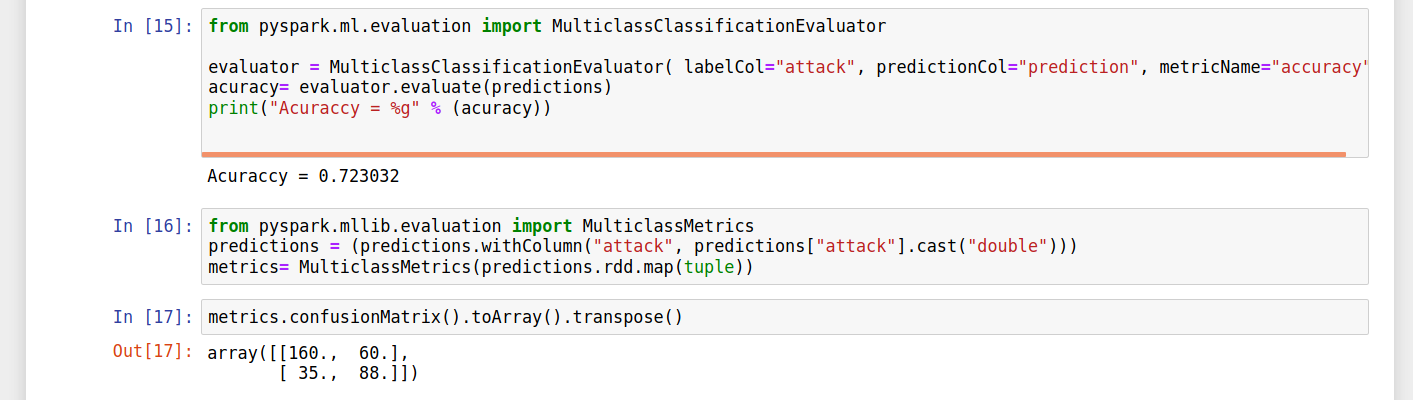 In [15]: from pyspark.ml.evaluation import MulticlassClassificationEvaluator
evaluator = MulticlassClassificationEvaluator( labelCol="attack", predictionCol="prediction", metricName="accuracy"
acuracy= evaluator.evaluate(predictions)
print("Acuraccy = %g" % (acuracy))
Acuraccy = 0.723032
In [16]: from pyspark.mllib.evaluation import MulticlassMetrics
predictions = (predictions.withColumn("attack", predictions["attack"].cast("double")))
metrics= MulticlassMetrics(predictions.rdd.map(tuple))
In [17]: metrics.confusionMatrix().toArray().transpose()
Out[17]: array([[160., 60.],
[ 35., 88.]])